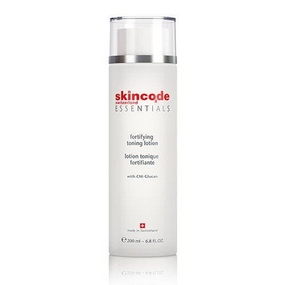 skincode
switzerland
ESSENTIALS
fortifying
toning lotion
lotion tonique
fortifiante
with CM-Glucan
made in Switzerland
℮ 200 ml - 6.8 fl. oz